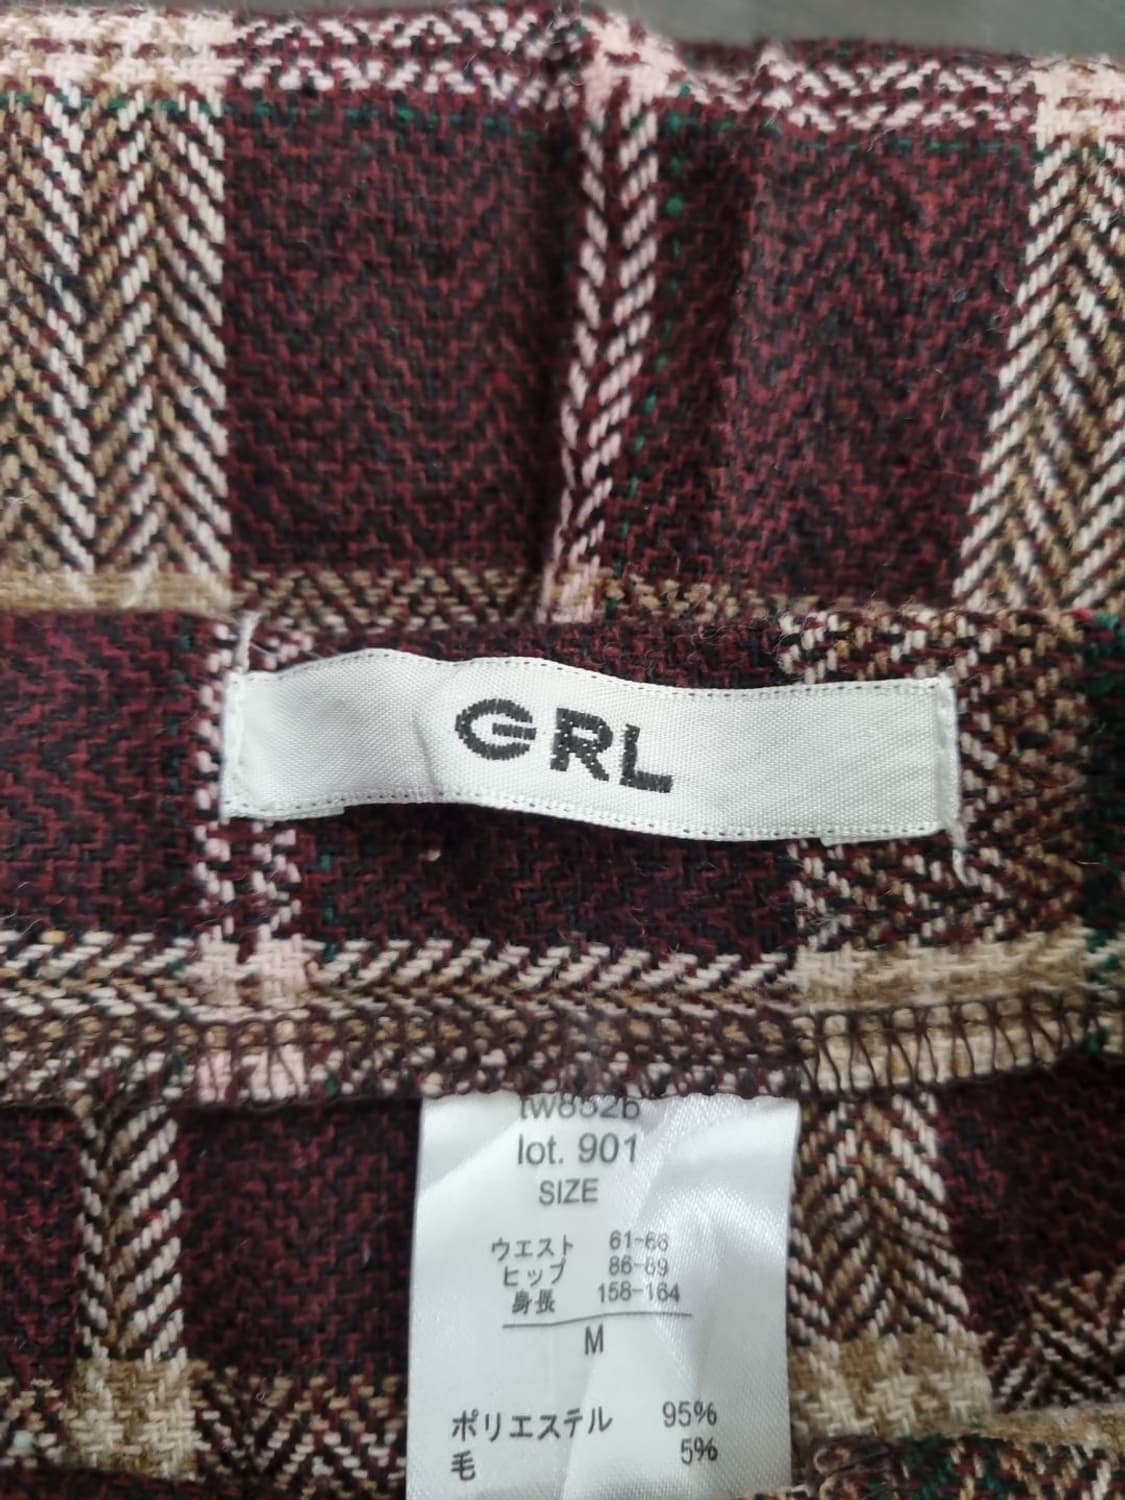 GRL
tw882b
lot. 901
SIZE
ウエスト 61-66
ヒップ 86-89
身長 158-164
M
ポリエステル 95%
毛 5%